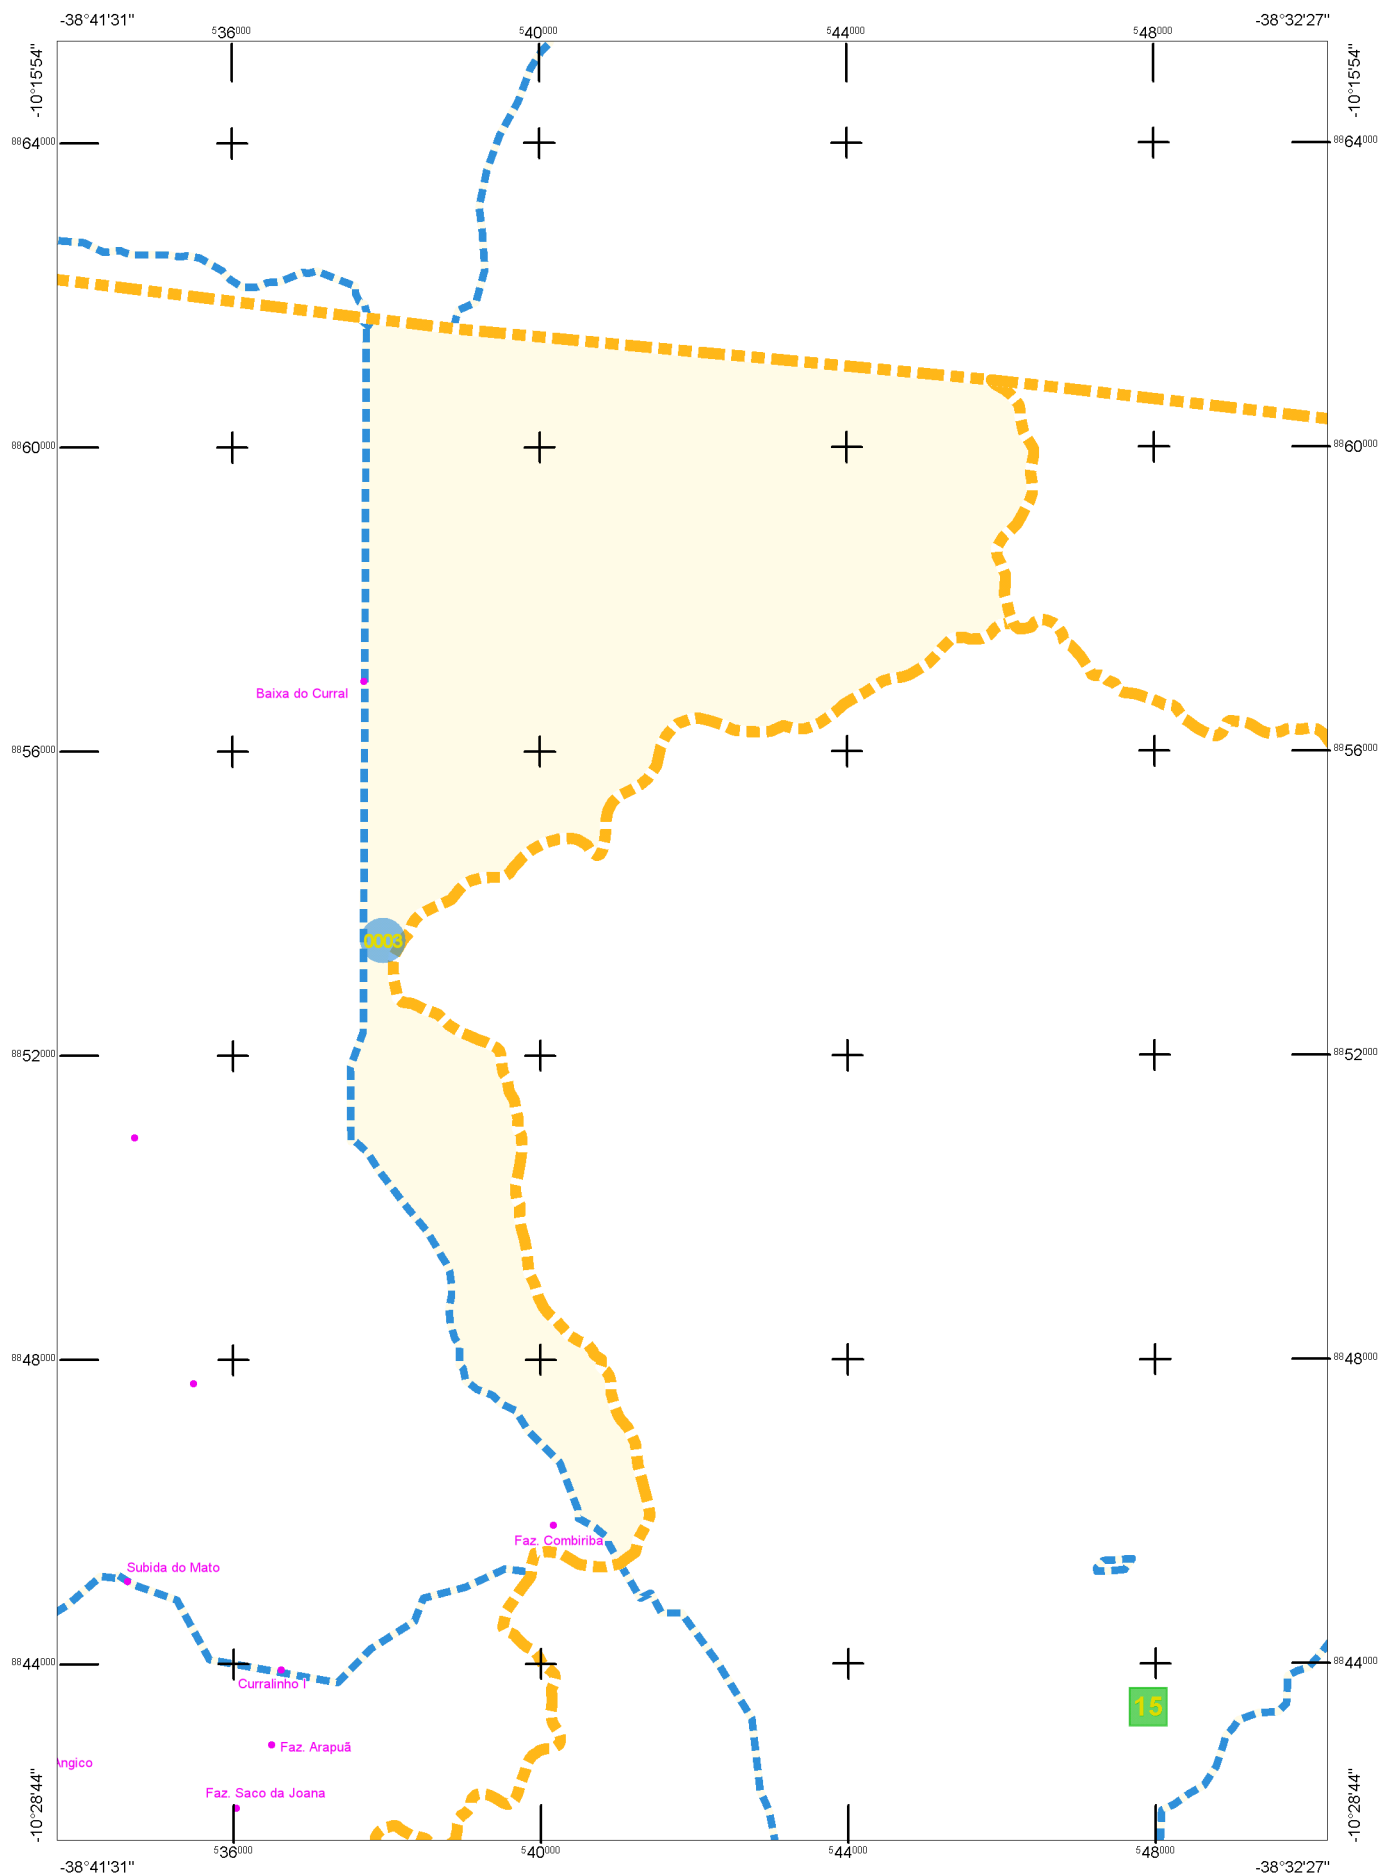 -38°41'31" -38°32'27"
536000 540000 544000 548000
-10°15'54" -10°15'54"
8864000 8864000
8860000 8860000
Baixa do Curral
8856000 8856000
0003
8852000 8852000
8848000 8848000
Faz. Combiriba
Subida do Mato
8844000 8844000
Curralinho I
15
Faz. Arapuã
Angico
Faz. Saco da Joana
-10°28'44" -10°28'44"
536000 540000 544000 548000
-38°41'31" -38°32'27"